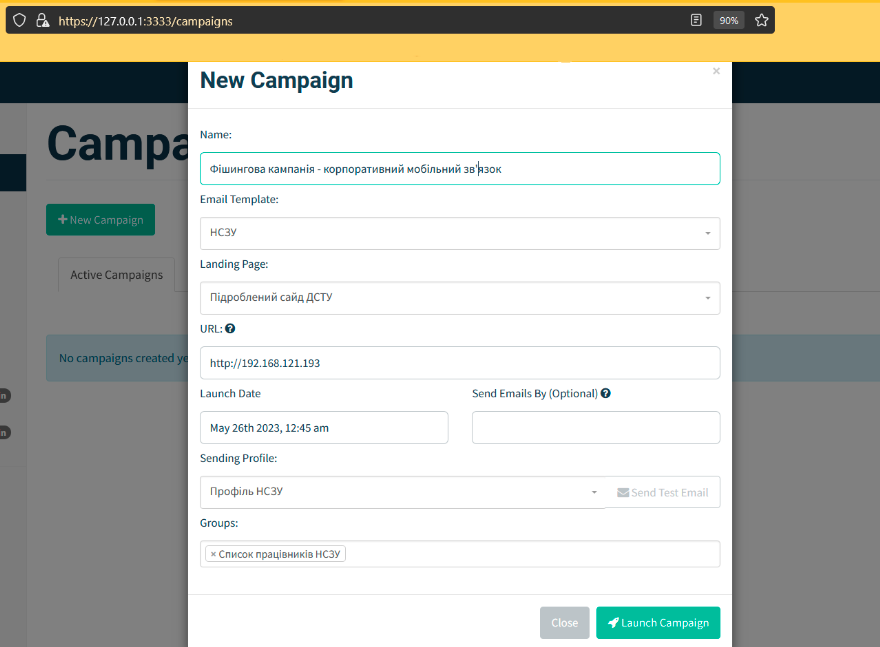 https://127.0.0.1:3333/campaigns
90%
New Campaign
×
Campa
Name:
Фішингова кампанія - корпоративний мобільний зв'язок
Email Template:
+ New Campaign
НСЗУ
Landing Page:
Active Campaigns
Підроблений сайд ДСТУ
URL: ?
No campaigns created ye
http://192.168.121.193
Launch Date
Send Emails By (Optional) ?
May 26th 2023, 12:45 am
Sending Profile:
Профіль НСЗУ
Send Test Email
Groups:
× Список працівників НСЗУ
Close
Launch Campaign